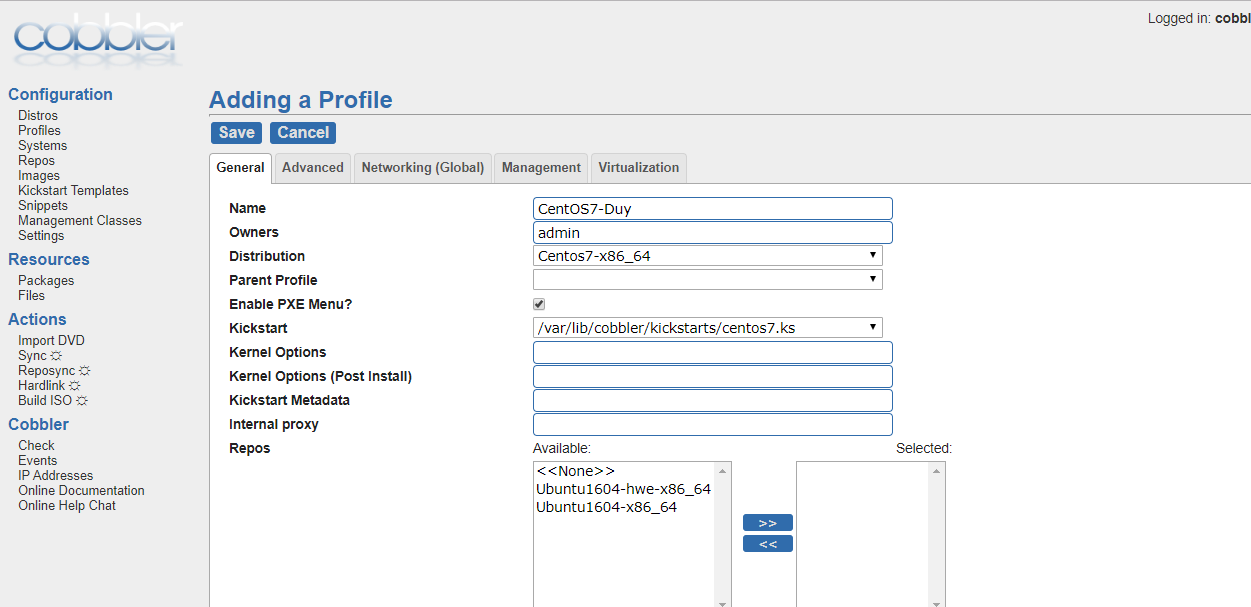 cobbler
Logged in: cobbl
Configuration
Distros
Profiles
Systems
Repos
Images
Kickstart Templates
Snippets
Management Classes
Settings
Resources
Packages
Files
Actions
Import DVD
Sync
Reposync
Hardlink
Build ISO
Cobbler
Check
Events
IP Addresses
Online Documentation
Online Help Chat
Adding a Profile
Save Cancel
General Advanced Networking (Global) Management Virtualization
Name CentOS7-Duy
Owners admin
Distribution Centos7-x86_64
Parent Profile
Enable PXE Menu?
Kickstart /var/lib/cobbler/kickstarts/centos7.ks
Kernel Options
Kernel Options (Post Install)
Kickstart Metadata
Internal proxy
Repos Available: Selected:
<<None>>
Ubuntu1604-hwe-x86_64
Ubuntu1604-x86_64
>>
<<